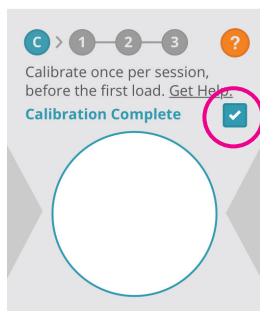 C > 1 2 3 ?
Calibrate once per session,
before the first load. Get Help.
Calibration Complete